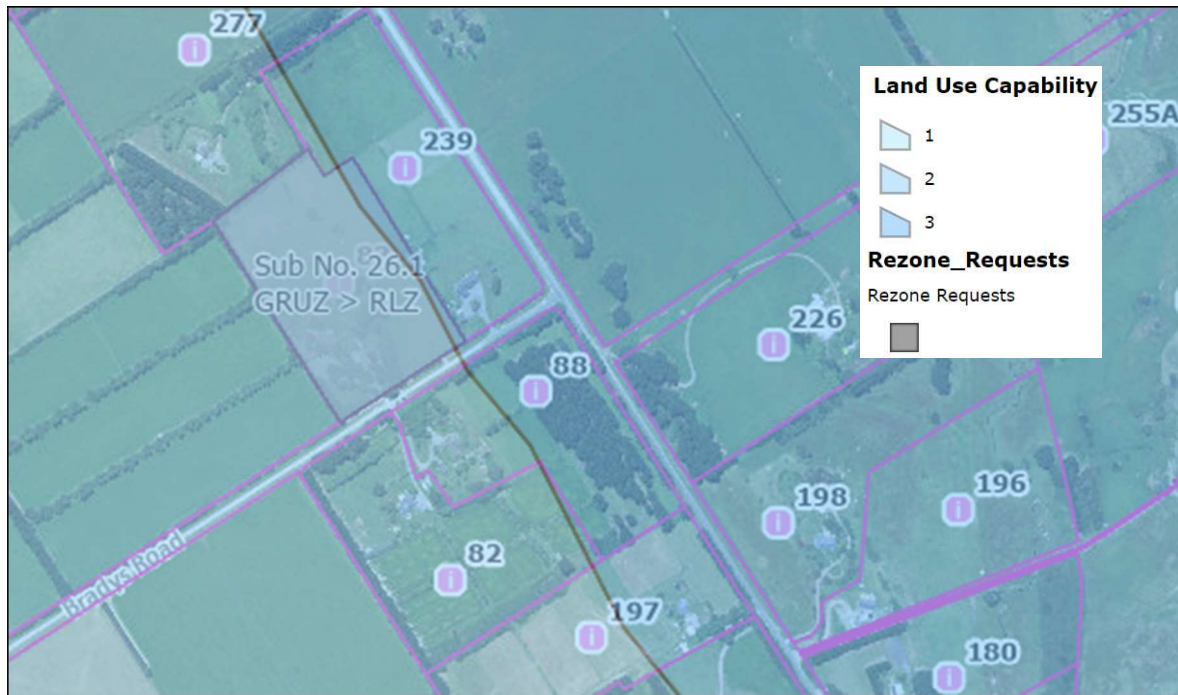 277
239
Land Use Capability
1
2
3
Rezone_Requests
Rezone Requests
255A
Sub No. 26.1
GRUZ > RLZ
226
88
198
196
Bradys Road
82
197
180